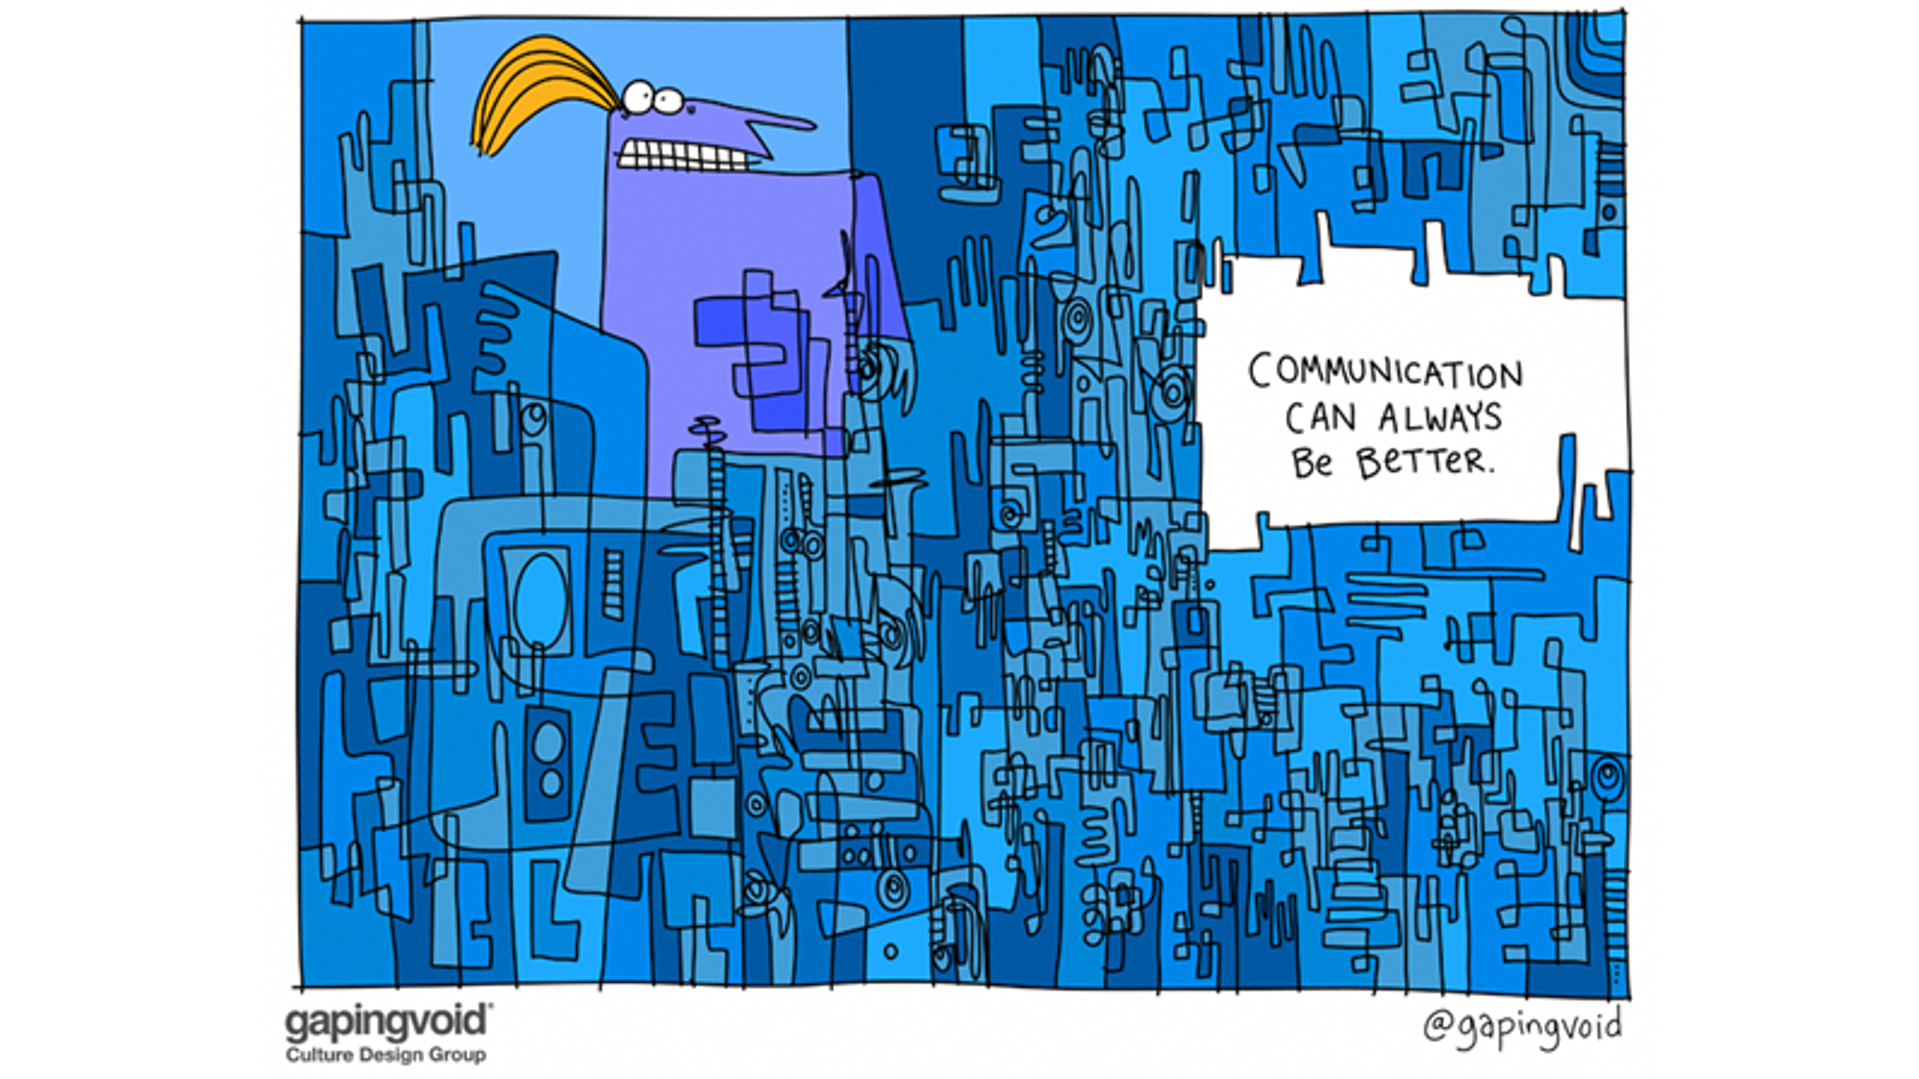 COMMUNICATION
CAN ALWAYS
Be BeTTeR.
gapingvoid®
Culture Design Group
@gapingvoid